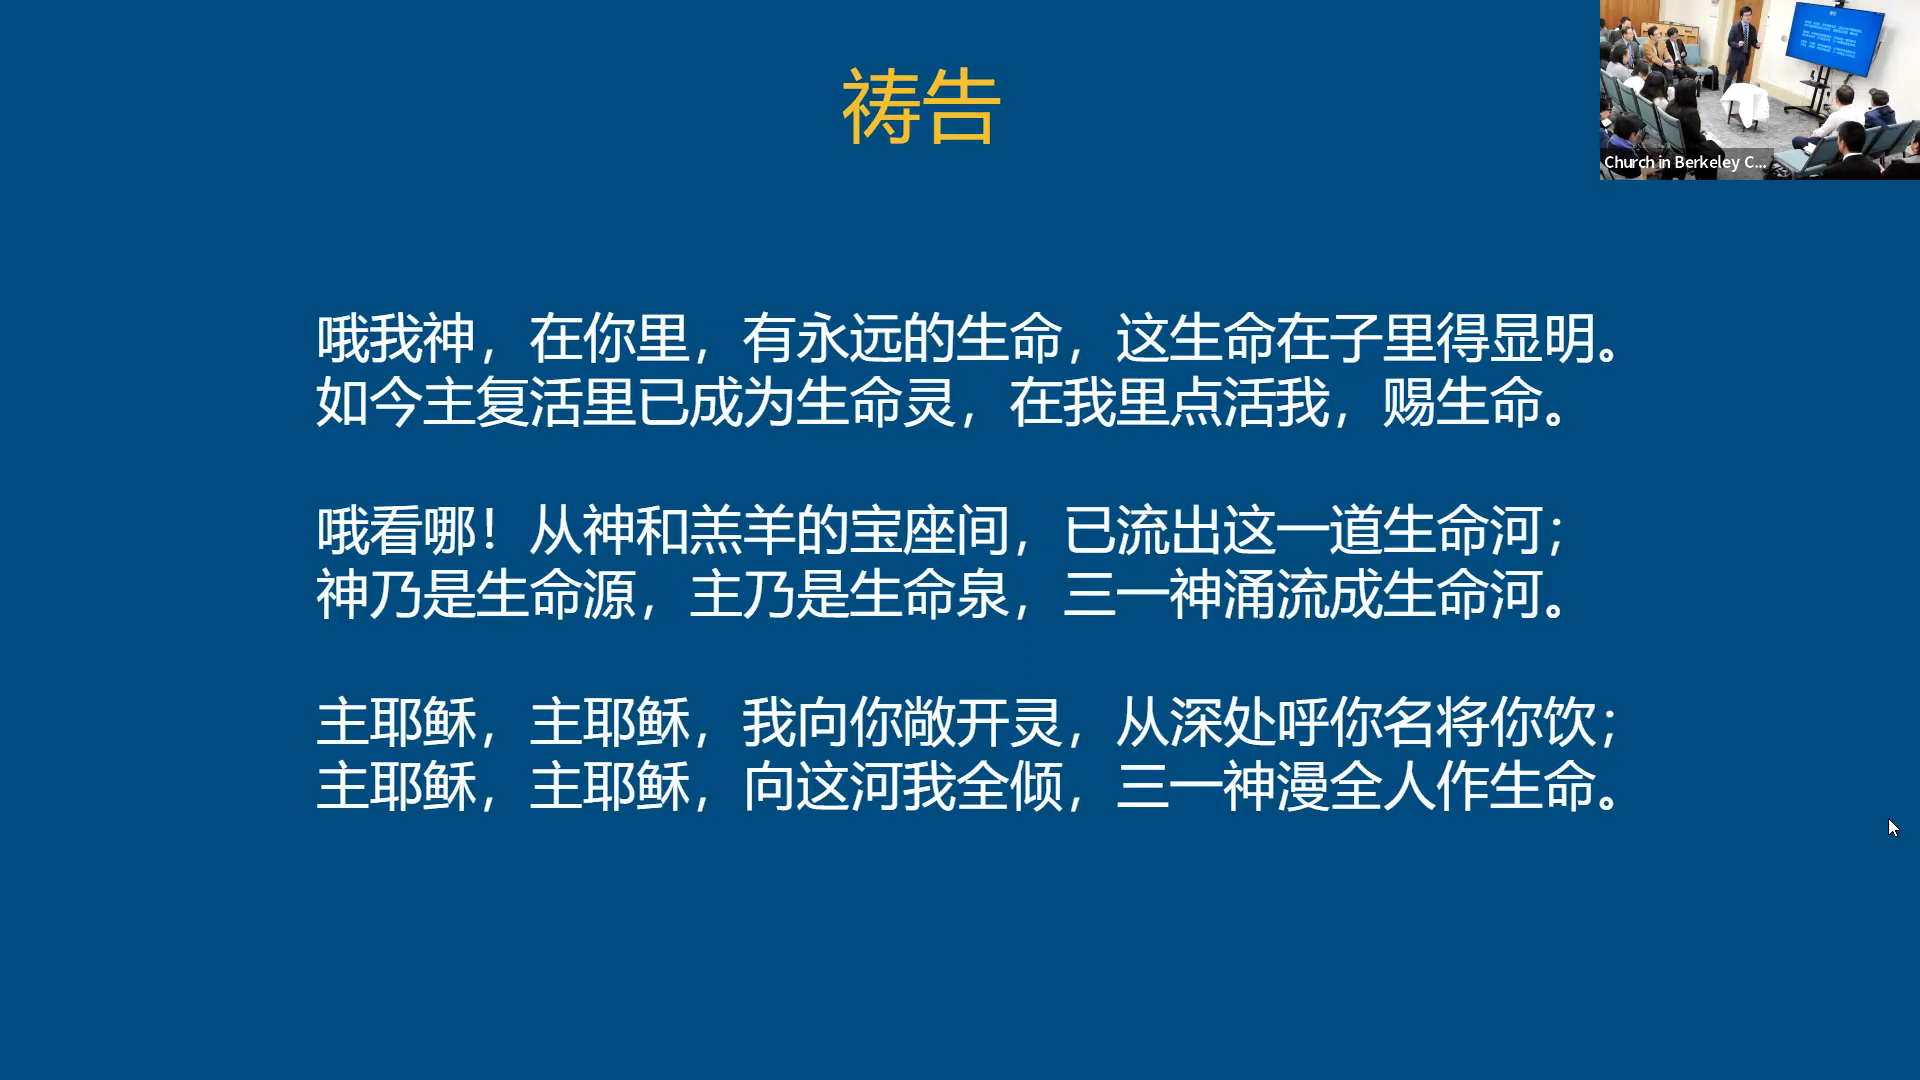 祷告
哦我神，在你里，有永远的生命，这生命在子里得显明。
如今主复活里已成为生命灵，在我里点活我，赐生命。
哦看哪！从神和羔羊的宝座间，已流出这一道生命河；
神乃是生命源，主乃是生命泉，三一神涌流成生命河。
主耶稣，主耶稣，我向你敞开灵，从深处呼你名将你饮；
主耶稣，主耶稣，向这河我全倾，三一神漫全人作生命。
Church in Berkeley C...